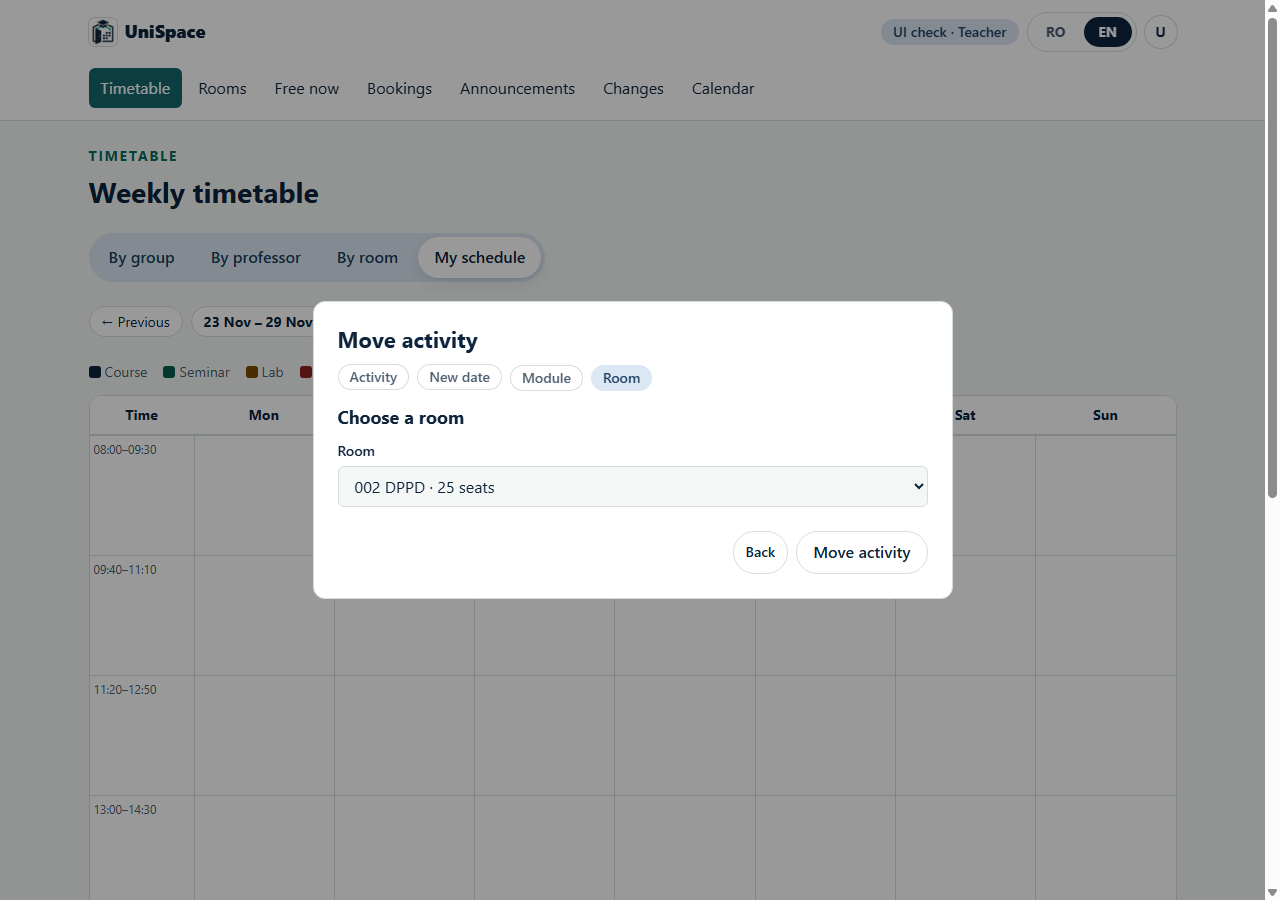 UniSpace
UI check · Teacher
RO
EN
U
Timetable
Rooms
Free now
Bookings
Announcements
Changes
Calendar
TIMETABLE
Weekly timetable
By group
By professor
By room
My schedule
← Previous
23 Nov – 29 Nov
Course
Seminar
Lab
Time
Mon
Sat
Sun
08:00–09:30
09:40–11:10
11:20–12:50
13:00–14:30
Move activity
Activity
New date
Module
Room
Choose a room
Room
002 DPPD · 25 seats
Back
Move activity